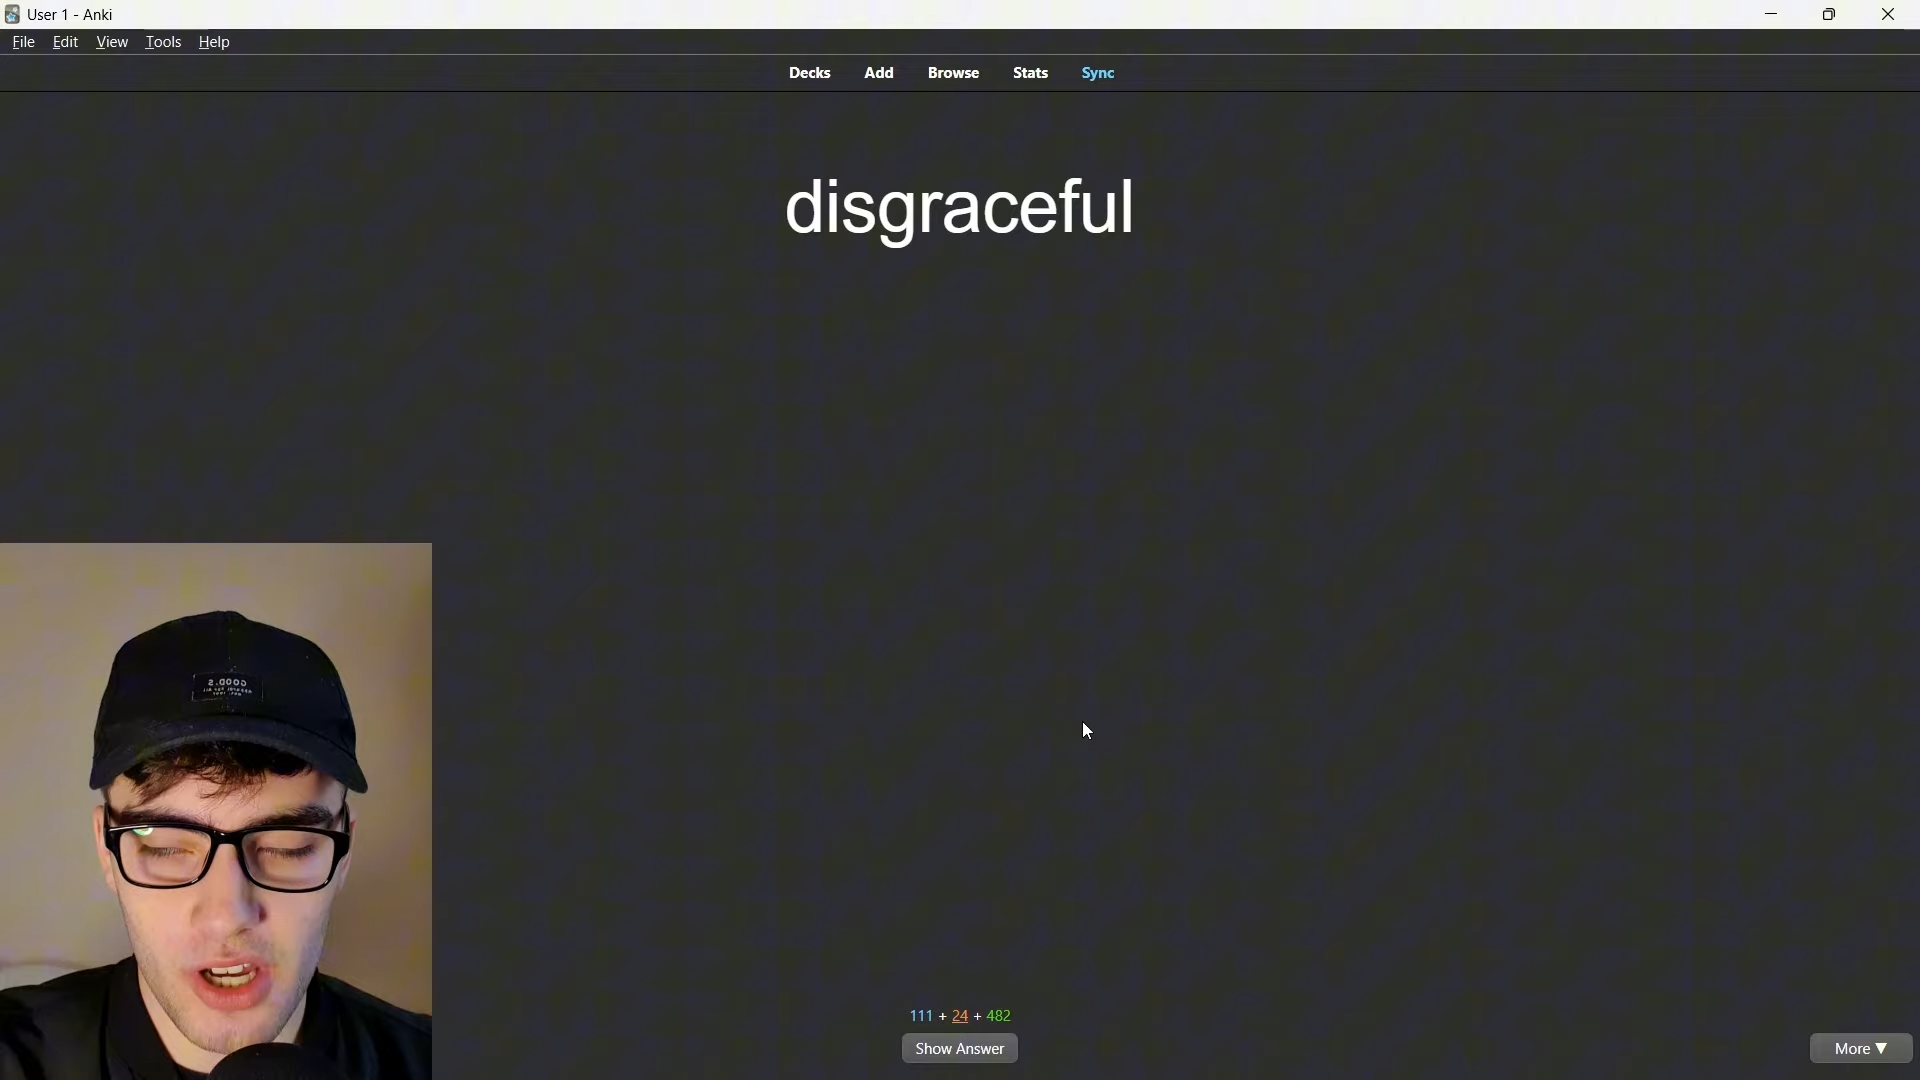 User 1 - Anki
File Edit View Tools Help
Decks Add Browse Stats Sync
disgraceful
111 + 24 + 482
Show Answer
More ▼